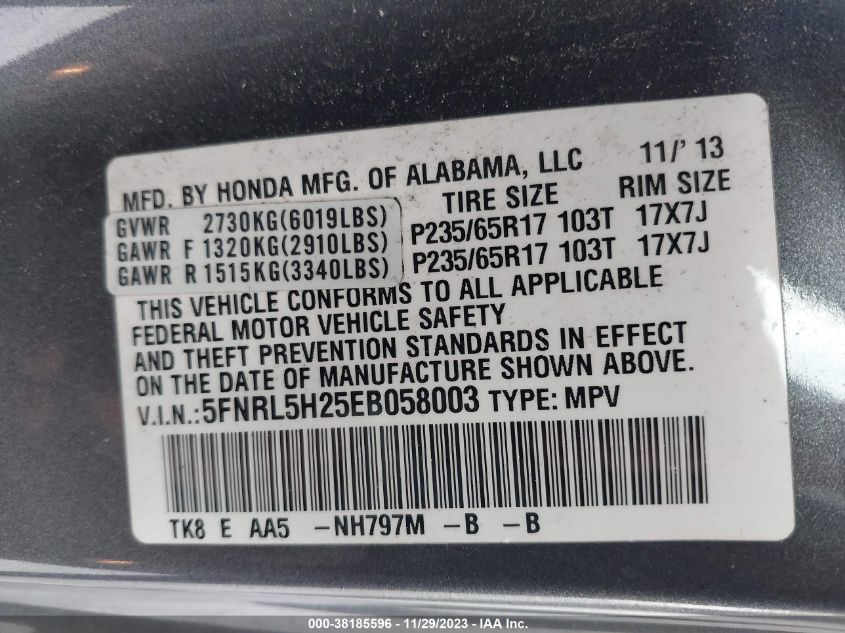 MFD. BY HONDA MFG. OF ALABAMA, LLC 11/' 13
TIRE SIZE RIM SIZE
GVWR 2730KG(6019LBS)
GAWR F 1320KG(2910LBS) P235/65R17 103T 17X7J
GAWR R 1515KG(3340LBS) P235/65R17 103T 17X7J
THIS VEHICLE CONFORMS TO ALL APPLICABLE
FEDERAL MOTOR VEHICLE SAFETY
AND THEFT PREVENTION STANDARDS IN EFFECT
ON THE DATE OF MANUFACTURE SHOWN ABOVE.
V.I.N.:5FNRL5H25EB058003 TYPE: MPV
TK8 E AA5 -NH797M -B -B
000-38185596 - 11/29/2023 - IAA Inc.